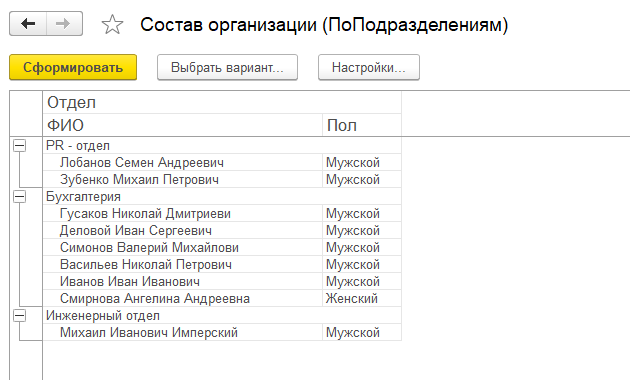 Состав организации (ПоПодразделениям)
Сформировать Выбрать вариант... Настройки...
Отдел
ФИО Пол
PR - отдел
Лобанов Семен Андреевич Мужской
Зубенко Михаил Петрович Мужской
Бухгалтерия
Гусаков Николай Дмитриеви Мужской
Деловой Иван Сергеевич Мужской
Симонов Валерий Михайлови Мужской
Васильев Николай Петрович Мужской
Иванов Иван Иванович Мужской
Смирнова Ангелина Андреевна Женский
Инженерный отдел
Михаил Иванович Имперский Мужской